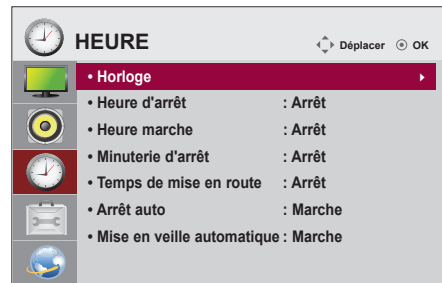 HEURE
Déplacer OK
• Horloge
• Heure d'arrêt : Arrêt
• Heure marche : Arrêt
• Minuterie d'arrêt : Arrêt
• Temps de mise en route : Arrêt
• Arrêt auto : Marche
• Mise en veille automatique : Marche